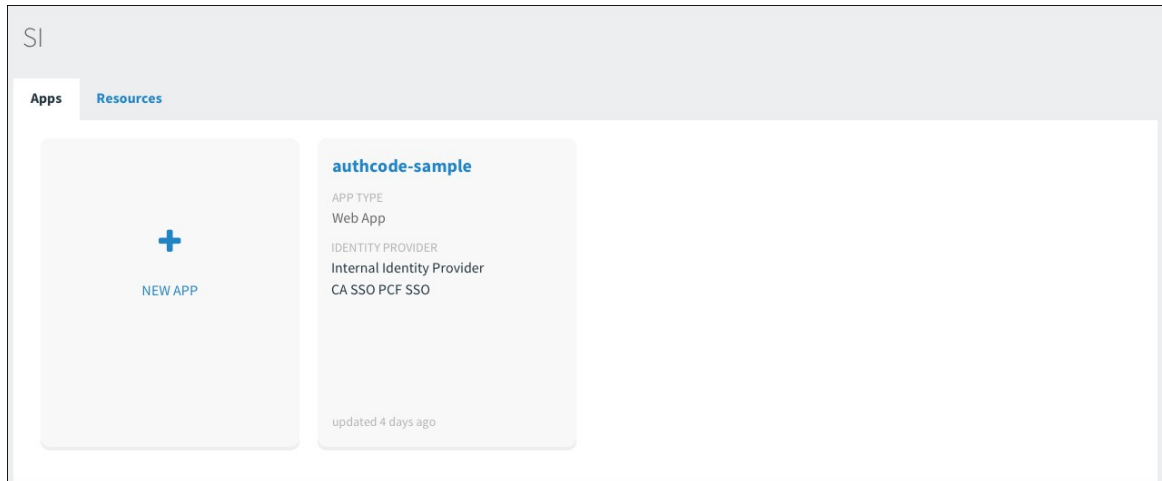 SI
Apps
Resources
NEW APP
authcode-sample
APP TYPE
Web App
IDENTITY PROVIDER
Internal Identity Provider
CA SSO PCF SSO
updated 4 days ago